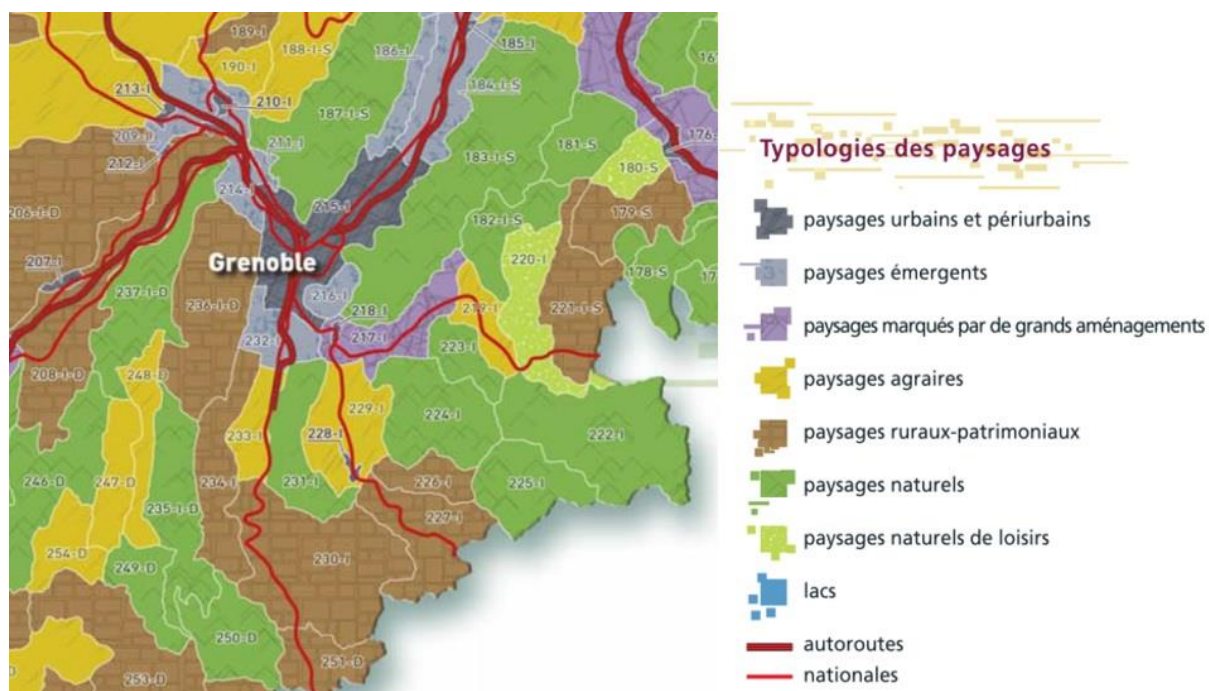 189-I
188-I-S
186-I
185-I
190-I
184-I-S
213-I
210-I
187-I-S
209-I
211-I
212-I
181-I-S
183-I-S
180-S
214-I
179-S
206-I-D
215-I
182-I-S
207-I
Grenoble
220-I
178-S
237-I-D
236-I-D
216-I
218-I
219-I
221-I-S
232-I
217-I
223-I
208-I-D
248-D
229-I
224-I
233-I
222-I
228-I
246-D
247-D
234-I
231-I
226-I
225-I
235-I-D
227-I
254-D
230-I
249-D
250-D
251-D
253-D
Typologies des paysages
paysages urbains et périurbains
paysages émergents
paysages marqués par de grands aménagements
paysages agraires
paysages ruraux-patrimoniaux
paysages naturels
paysages naturels de loisirs
lacs
autoroutes
nationales